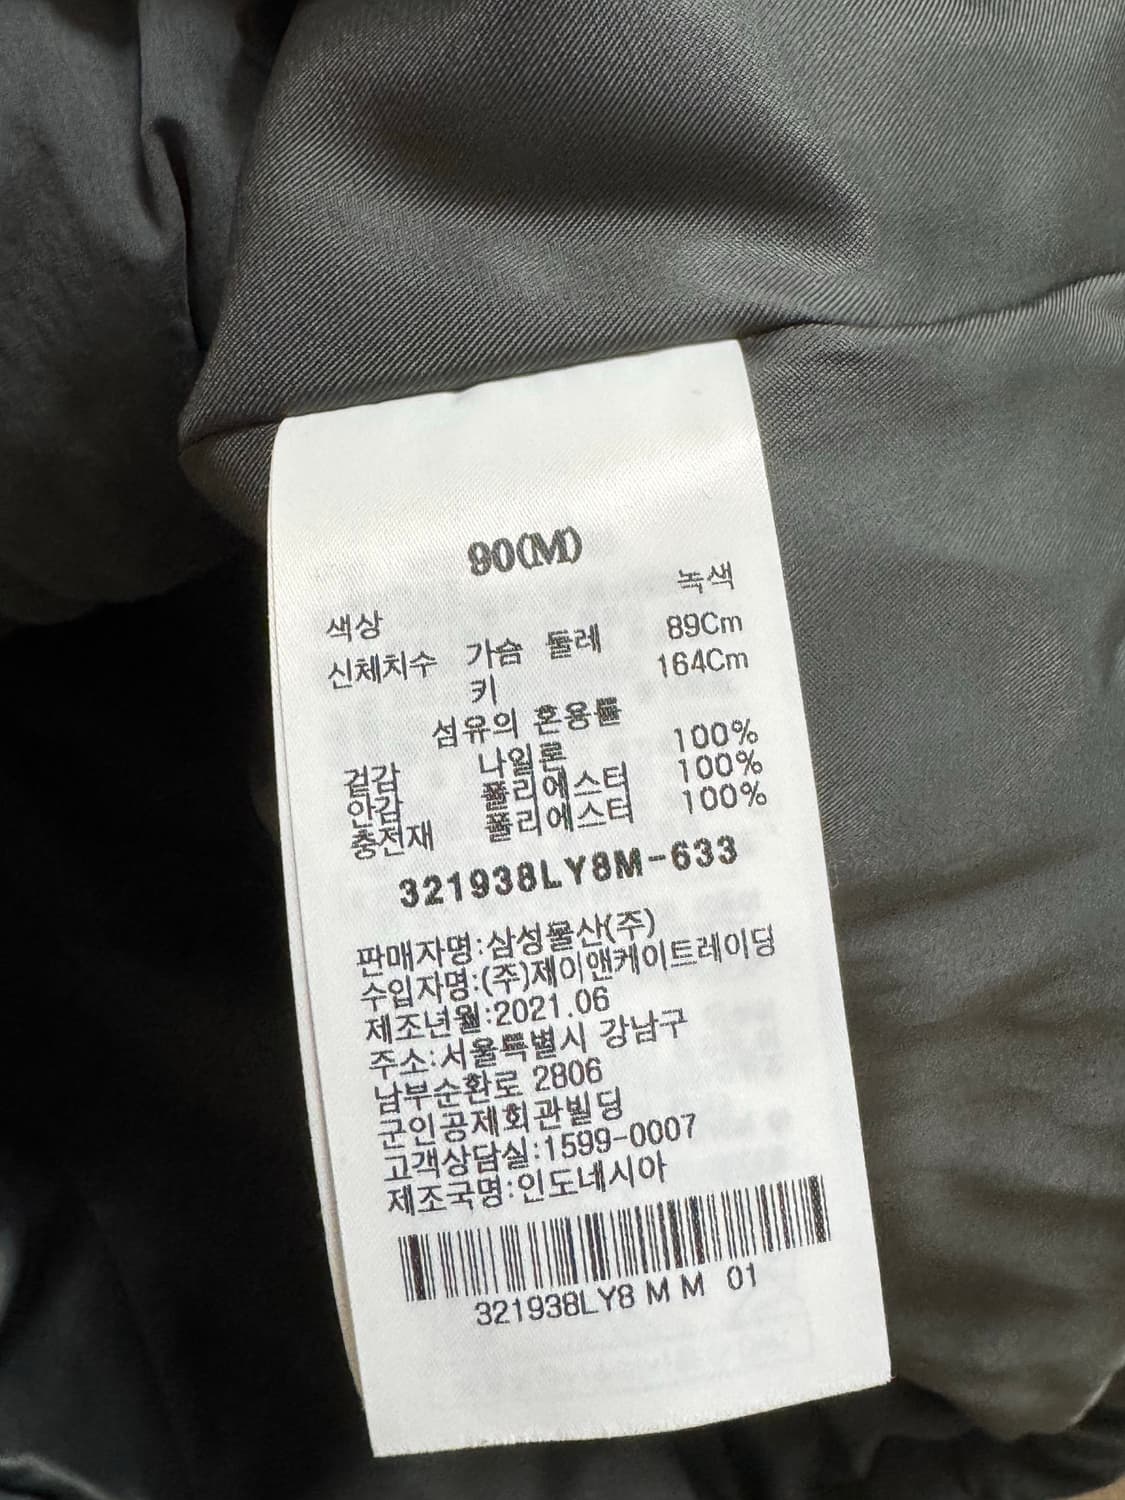 90(M)
색상 녹색
신체치수 가슴 둘레 89Cm
키 164Cm
섬유의 혼용률
겉감 나일론 100%
안감 폴리에스터 100%
충전재 폴리에스터 100%
321938LY8M-633
판매자명:삼성물산(주)
수입자명:(주)제이앤케이트레이딩
제조년월:2021.06
주소:서울특별시 강남구
남부순환로 2806
군인공제회관빌딩
고객상담실:1599-0007
제조국명:인도네시아
321938LY8 M M 01